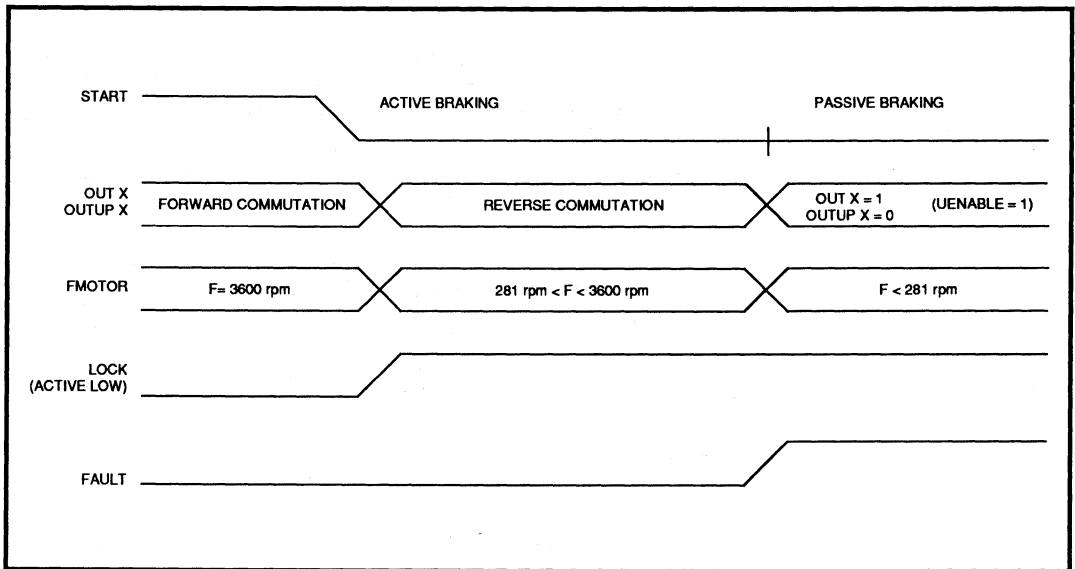 START
ACTIVE BRAKING
PASSIVE BRAKING
OUT X
OUTUP X
FORWARD COMMUTATION
REVERSE COMMUTATION
OUT X = 1
OUTUP X = 0
(UENABLE = 1)
FMOTOR
F= 3600 rpm
281 rpm < F < 3600 rpm
F < 281 rpm
LOCK
(ACTIVE LOW)
FAULT